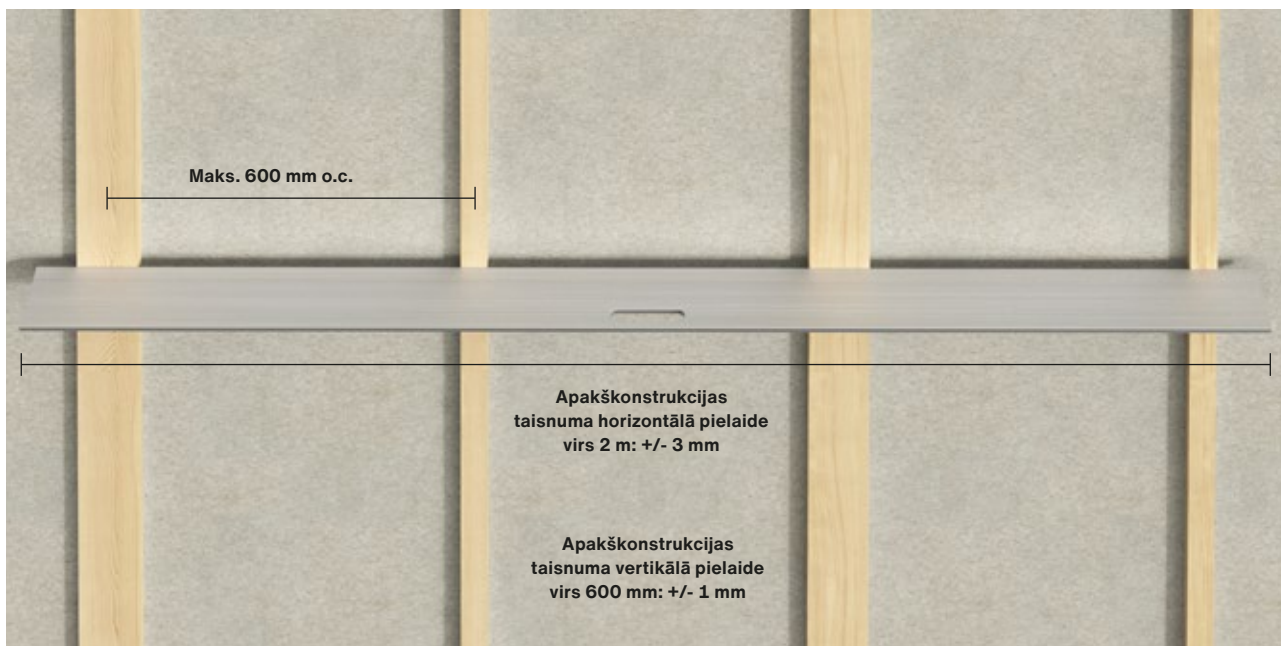 Maks. 600 mm o.c.
Apakškonstrukcijas
taisnuma horizontālā pielaide
virs 2 m: +/- 3 mm
Apakškonstrukcijas
taisnuma vertikālā pielaide
virs 600 mm: +/- 1 mm